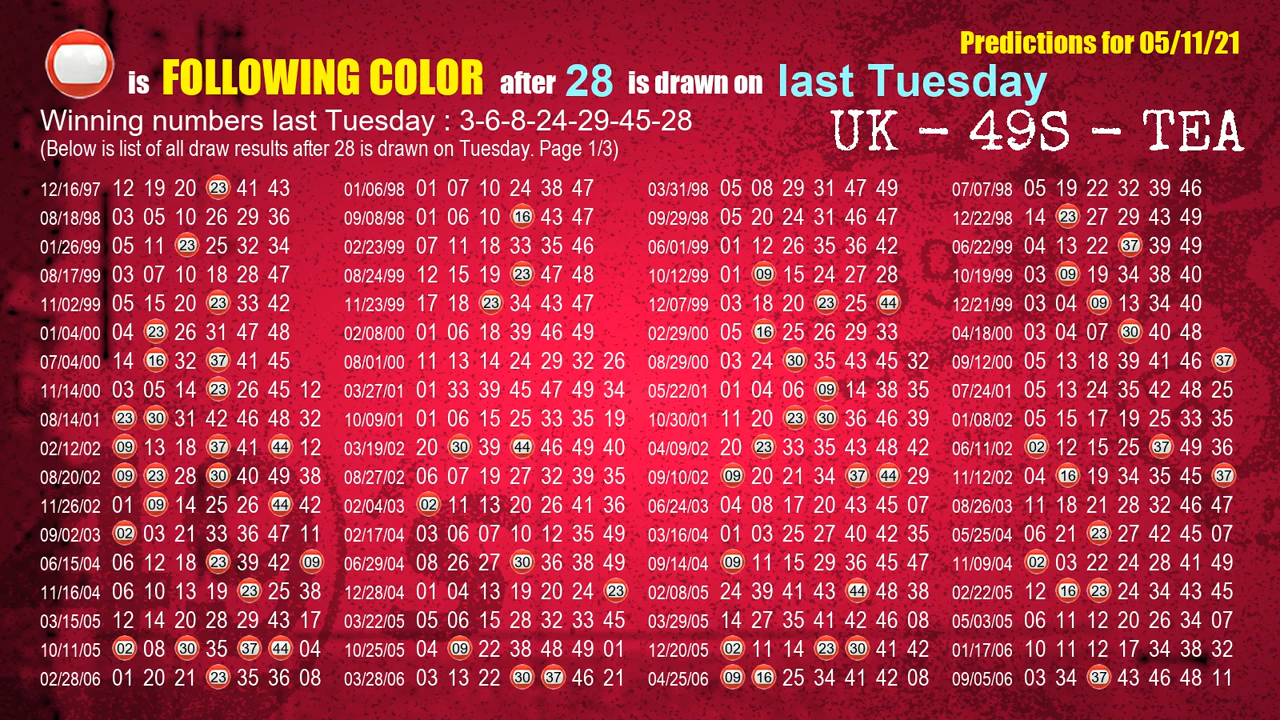 Predictions for 05/11/21
is FOLLOWING COLOR after 28 is drawn on last Tuesday
Winning numbers last Tuesday : 3-6-8-24-29-45-28
UK - 49S - TEA
(Below is list of all draw results after 28 is drawn on Tuesday. Page 1/3)
12/16/97 12 19 20 23 41 43 01/06/98 01 07 10 24 38 47 03/31/98 05 08 29 31 47 49 07/07/98 05 19 22 32 39 46
08/18/98 03 05 10 26 29 36 09/08/98 01 06 10 16 43 47 09/29/98 05 20 24 31 46 47 12/22/98 14 23 27 29 43 49
01/26/99 05 11 23 25 32 34 02/23/99 07 11 18 33 35 46 06/01/99 01 12 26 35 36 42 06/22/99 04 13 22 37 39 49
08/17/99 03 07 10 18 28 47 08/24/99 12 15 19 23 47 48 10/12/99 01 09 15 24 27 28 10/19/99 03 09 19 34 38 40
11/02/99 05 15 20 23 33 42 11/23/99 17 18 23 34 43 47 12/07/99 03 18 20 23 25 44 12/21/99 03 04 09 13 34 40
01/04/00 04 23 26 31 47 48 02/08/00 01 06 18 39 46 49 02/29/00 05 16 25 26 29 33 04/18/00 03 04 07 30 40 48
07/04/00 14 16 32 37 41 45 08/01/00 11 13 14 24 29 32 26 08/29/00 03 24 30 35 43 45 32 09/12/00 05 13 18 39 41 46 37
11/14/00 03 05 14 23 26 45 12 03/27/01 01 33 39 45 47 49 34 05/22/01 01 04 06 09 14 38 35 07/24/01 05 13 24 35 42 48 25
08/14/01 23 30 31 42 46 48 32 10/09/01 01 06 15 25 33 35 19 10/30/01 11 20 23 30 36 46 39 01/08/02 05 15 17 19 25 33 35
02/12/02 09 13 18 37 41 44 12 03/19/02 20 30 39 44 46 49 40 04/09/02 20 23 33 35 43 48 42 06/11/02 02 12 15 25 37 49 36
08/20/02 09 23 28 30 40 49 38 08/27/02 06 07 19 27 32 39 35 09/10/02 09 20 21 34 37 44 29 11/12/02 04 16 19 34 35 45 37
11/26/02 01 09 14 25 26 44 42 02/04/03 02 11 13 20 26 41 36 06/24/03 04 08 17 20 43 45 07 08/26/03 11 18 21 28 32 46 47
09/02/03 02 03 21 33 36 47 11 02/17/04 03 06 07 10 12 35 49 03/16/04 01 03 25 27 40 42 35 05/25/04 06 21 23 27 42 45 07
06/15/04 06 12 18 23 39 42 09 06/29/04 08 26 27 30 36 38 49 09/14/04 09 11 15 29 36 45 47 11/09/04 02 03 22 24 28 41 49
11/16/04 06 10 13 19 23 25 38 12/28/04 01 04 13 19 20 24 23 02/08/05 24 39 41 43 44 48 38 02/22/05 12 16 23 24 34 43 45
03/15/05 12 14 20 28 29 43 17 03/22/05 05 06 15 28 32 33 45 03/29/05 14 27 35 41 42 46 08 05/03/05 06 11 12 20 26 34 07
10/11/05 02 08 30 35 37 44 04 10/25/05 04 09 22 38 48 49 01 12/20/05 02 11 14 23 30 41 42 01/17/06 10 11 12 17 34 38 32
02/28/06 01 20 21 23 35 36 08 03/28/06 03 13 22 30 37 46 21 04/25/06 09 16 25 34 41 42 08 09/05/06 03 34 37 43 46 48 11